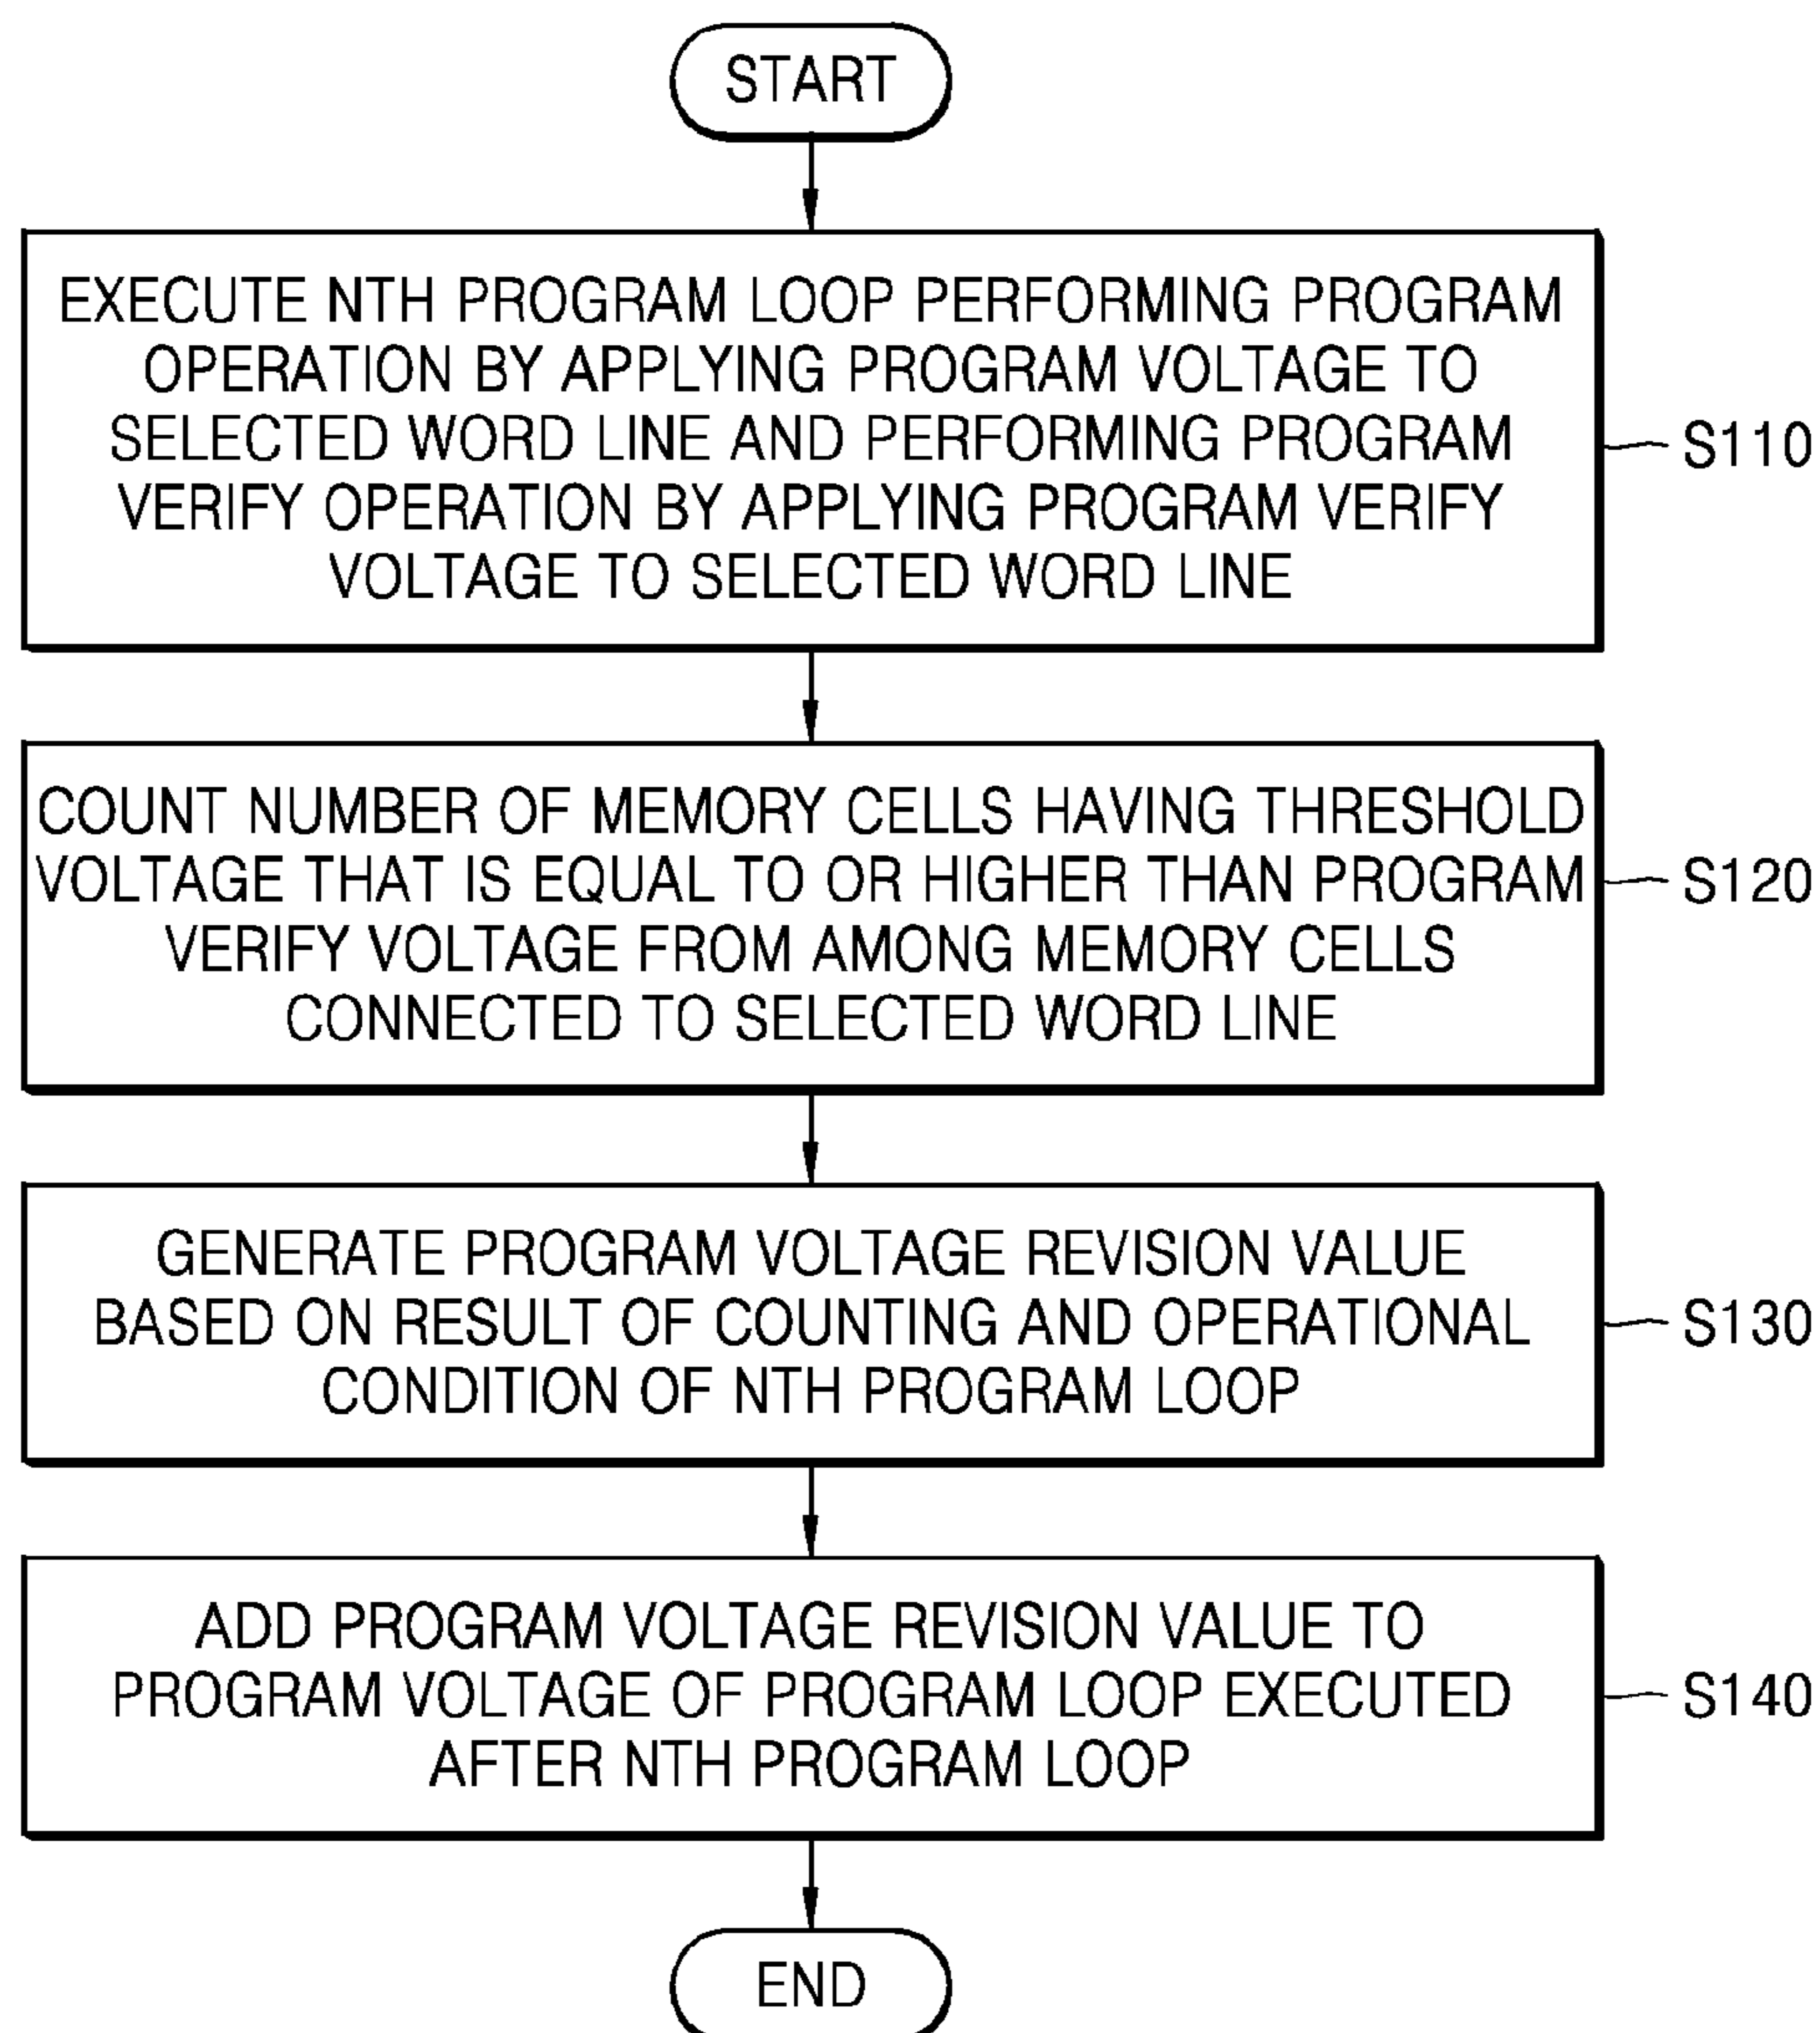 START
EXECUTE NTH PROGRAM LOOP PERFORMING PROGRAM
OPERATION BY APPLYING PROGRAM VOLTAGE TO
SELECTED WORD LINE AND PERFORMING PROGRAM
VERIFY OPERATION BY APPLYING PROGRAM VERIFY
VOLTAGE TO SELECTED WORD LINE
S110
COUNT NUMBER OF MEMORY CELLS HAVING THRESHOLD
VOLTAGE THAT IS EQUAL TO OR HIGHER THAN PROGRAM
VERIFY VOLTAGE FROM AMONG MEMORY CELLS
CONNECTED TO SELECTED WORD LINE
S120
GENERATE PROGRAM VOLTAGE REVISION VALUE
BASED ON RESULT OF COUNTING AND OPERATIONAL
CONDITION OF NTH PROGRAM LOOP
S130
ADD PROGRAM VOLTAGE REVISION VALUE TO
PROGRAM VOLTAGE OF PROGRAM LOOP EXECUTED
AFTER NTH PROGRAM LOOP
S140
END